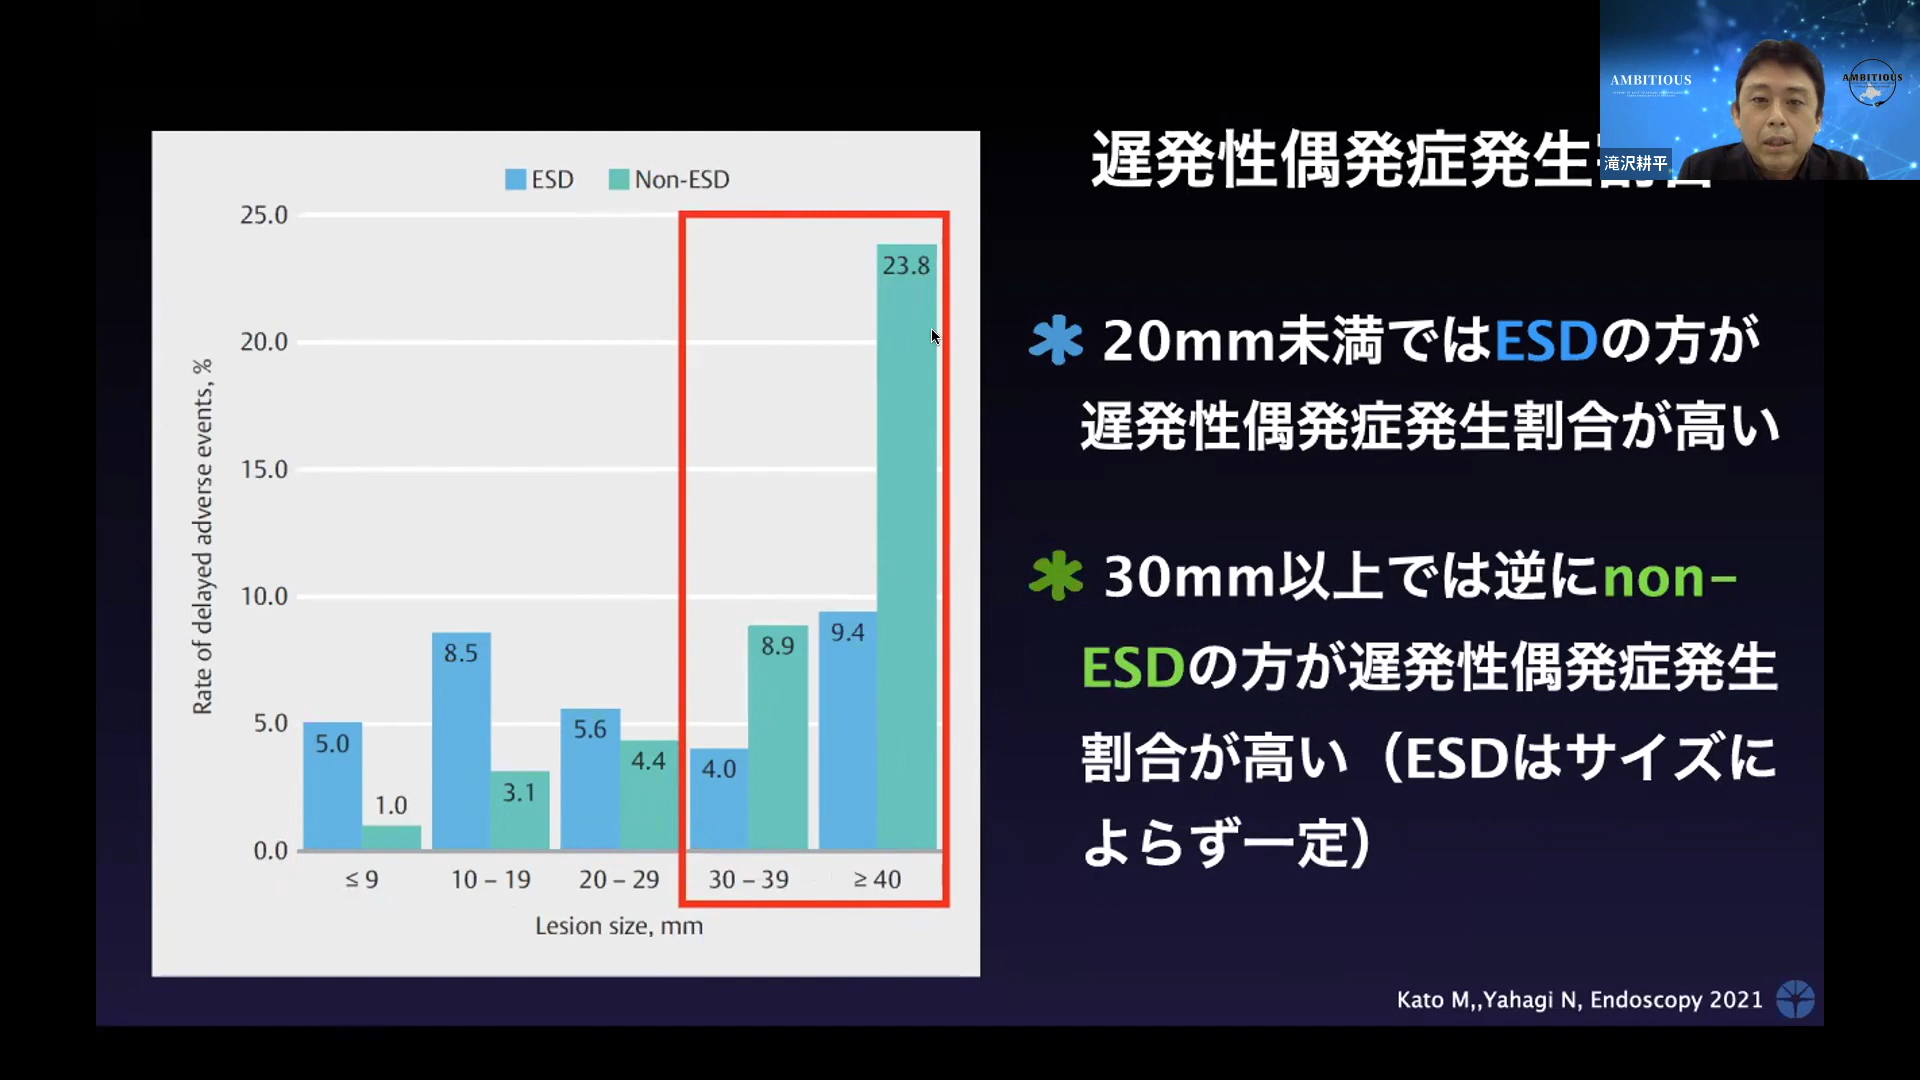 AMBITIOUS
AMBITIOUS
滝沢耕平
遅発性偶発症発生
ESD
Non-ESD
25.0
20.0
15.0
10.0
5.0
0.0
Rate of delayed adverse events, %
5.0
1.0
8.5
3.1
5.6
4.4
4.0
8.9
9.4
23.8
≤ 9
10 – 19
20 – 29
30 – 39
≥ 40
Lesion size, mm
✱ 20mm未満ではESDの方が
遅発性偶発症発生割合が高い
✱ 30mm以上では逆にnon-
ESDの方が遅発性偶発症発生
割合が高い（ESDはサイズに
よらず一定）
Kato M,,Yahagi N, Endoscopy 2021